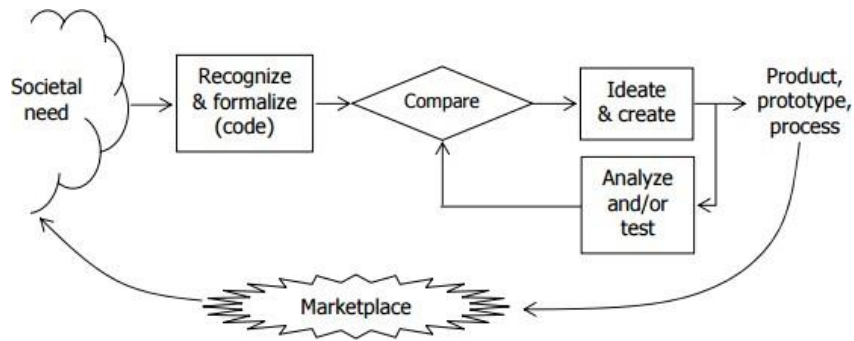 Societal
need
Recognize
& formalize
(code)
Compare
Ideate
& create
Product,
prototype,
process
Analyze
and/or
test
Marketplace